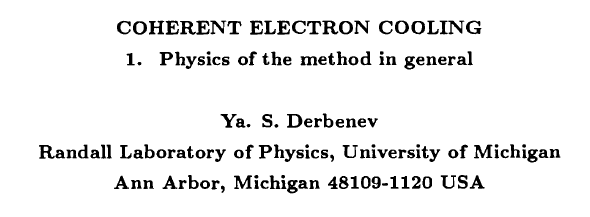 COHERENT ELECTRON COOLING
1. Physics of the method in general
Ya. S. Derbenev
Randall Laboratory of Physics, University of Michigan
Ann Arbor, Michigan 48109-1120 USA